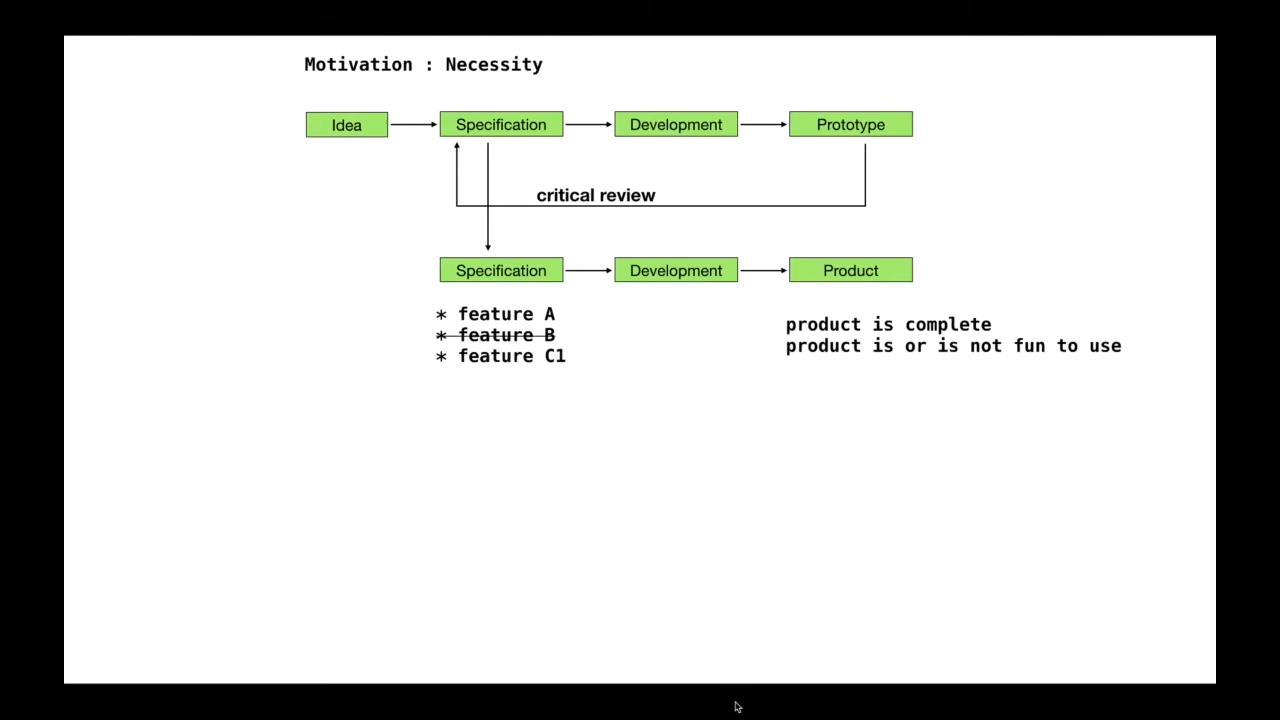 Motivation : Necessity
Idea
Specification
Development
Prototype
critical review
Specification
Development
Product
* feature A
* feature B
* feature C1
product is complete
product is or is not fun to use